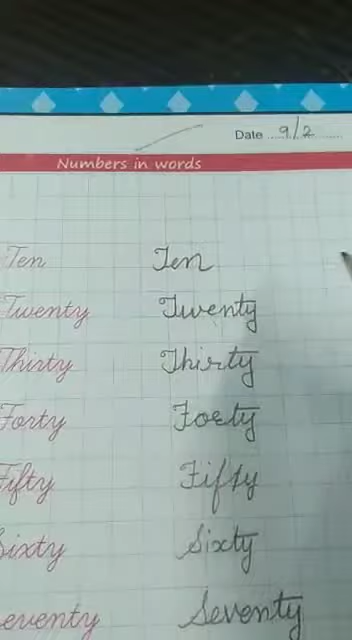 Date 9/2
Numbers in words
Ten Ten
Twenty Twenty
Thirty Thirty
Forty Forty
Fifty Fifty
Sixty Sixty
eventy Seventy